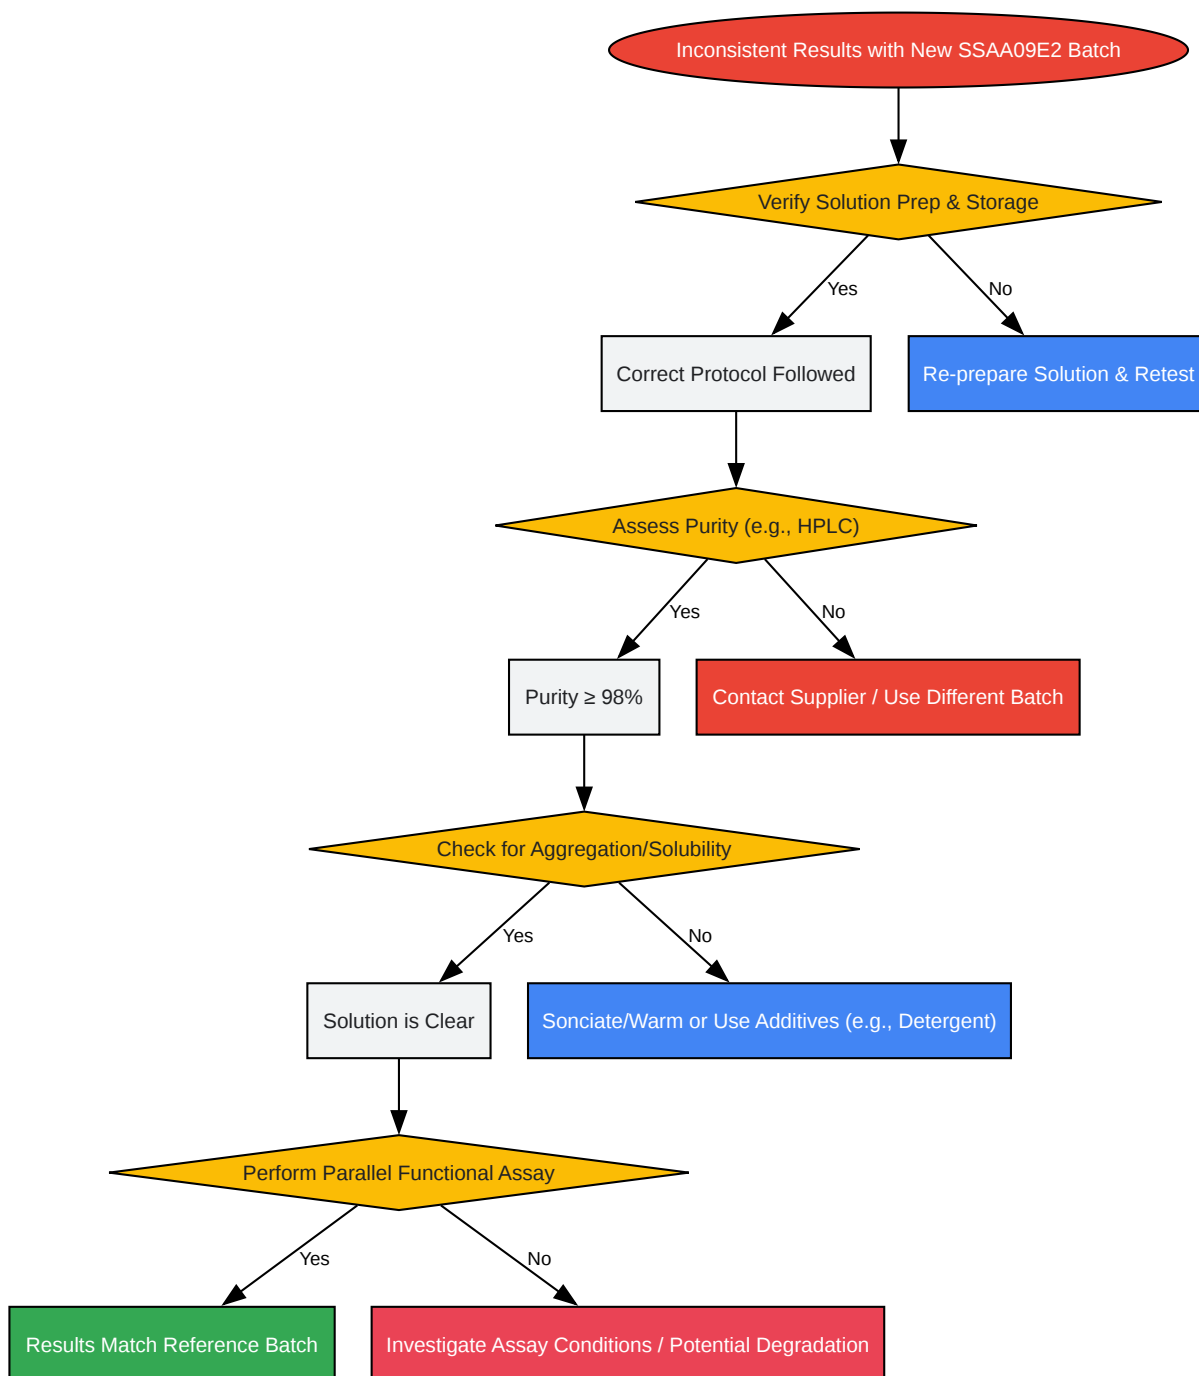 Inconsistent Results with New SSAA09E2 Batch
Verify Solution Prep & Storage
Yes
No
Correct Protocol Followed
Re-prepare Solution & Retest
Assess Purity (e.g., HPLC)
Yes
No
Purity ≥ 98%
Contact Supplier / Use Different Batch
Check for Aggregation/Solubility
Yes
No
Solution is Clear
Sonciate/Warm or Use Additives (e.g., Detergent)
Perform Parallel Functional Assay
Yes
No
Results Match Reference Batch
Investigate Assay Conditions / Potential Degradation